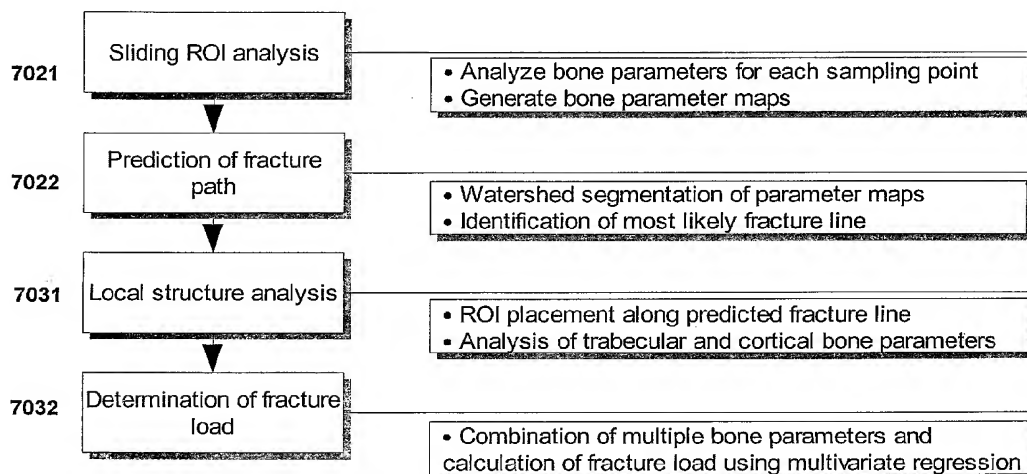 7021
Sliding ROI analysis
• Analyze bone parameters for each sampling point
• Generate bone parameter maps
7022
Prediction of fracture
path
• Watershed segmentation of parameter maps
• Identification of most likely fracture line
7031
Local structure analysis
• ROI placement along predicted fracture line
• Analysis of trabecular and cortical bone parameters
7032
Determination of fracture
load
• Combination of multiple bone parameters and
calculation of fracture load using multivariate regression